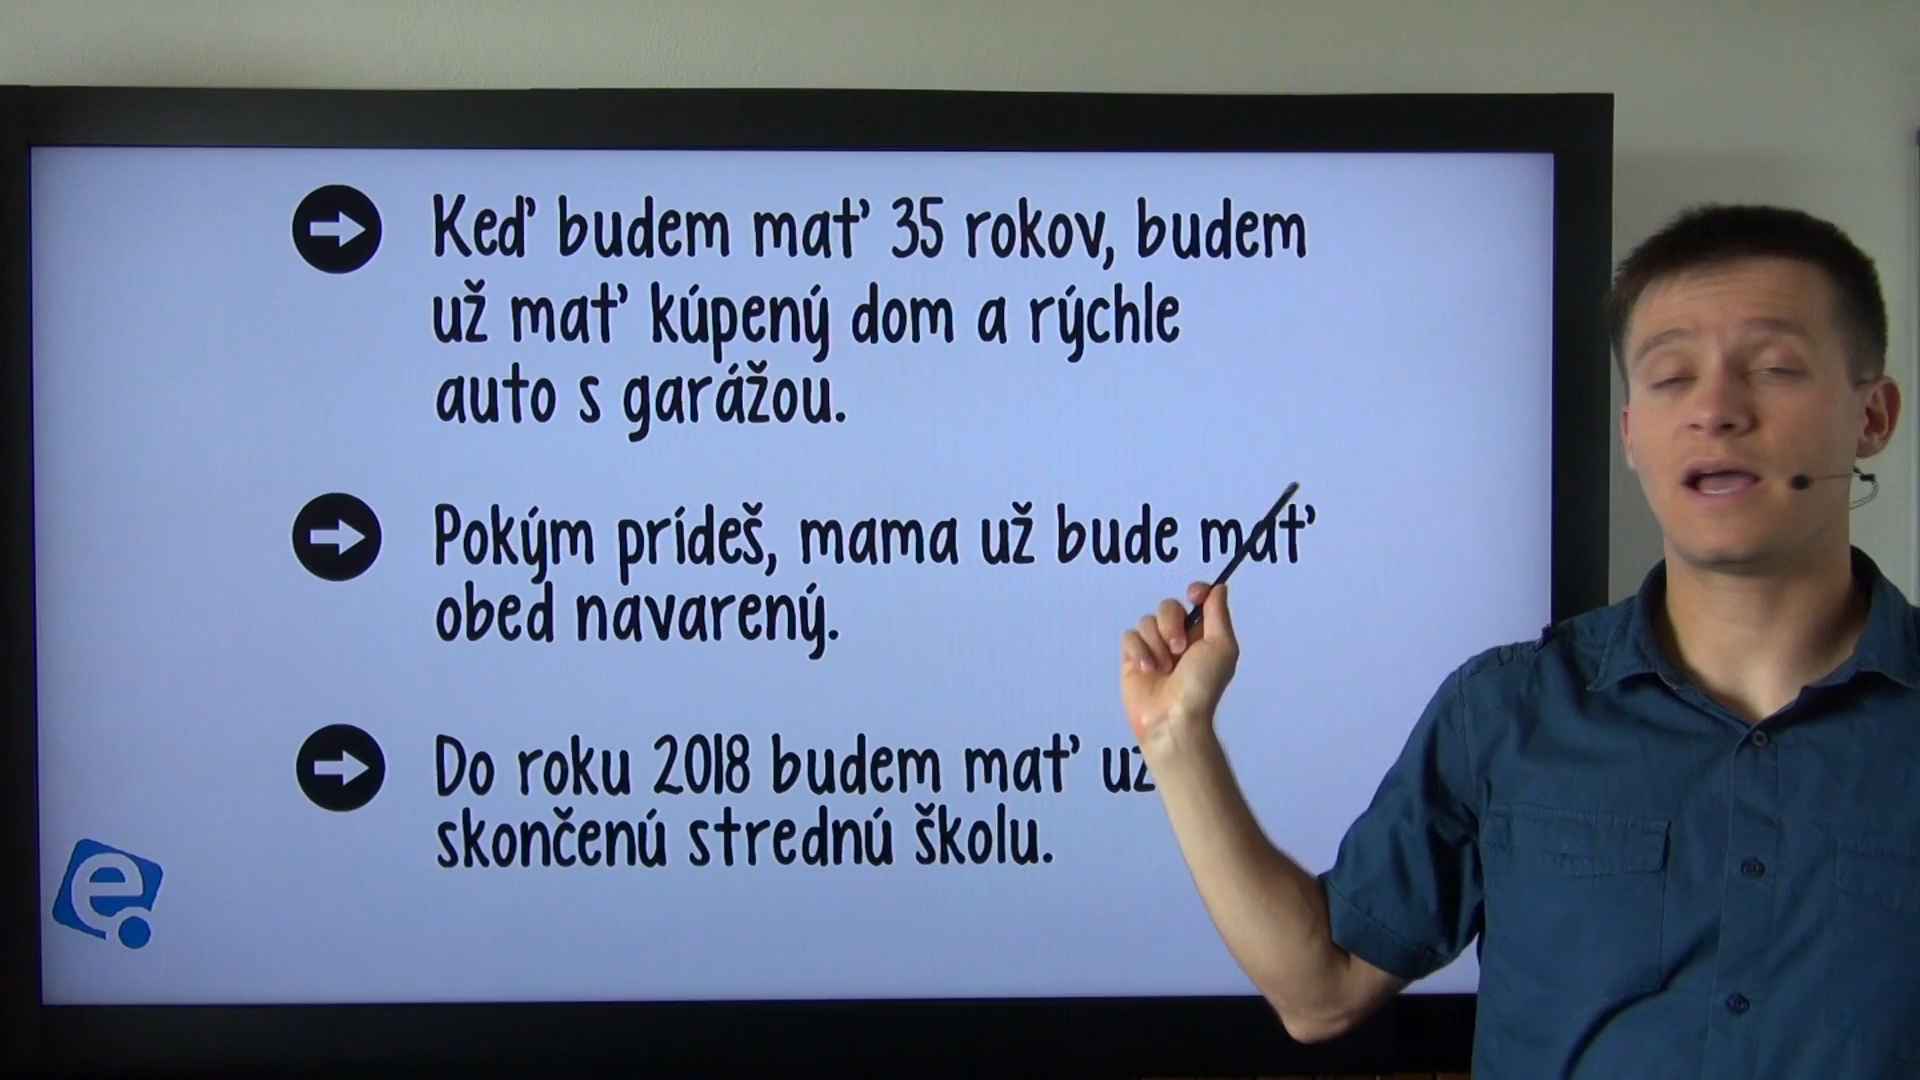 Keď budem mať 35 rokov, budem
už mať kúpený dom a rýchle
auto s garážou.
Pokým prídeš, mama už bude mať
obed navarený.
Do roku 2018 budem mať už
skončenú strednú školu.
e